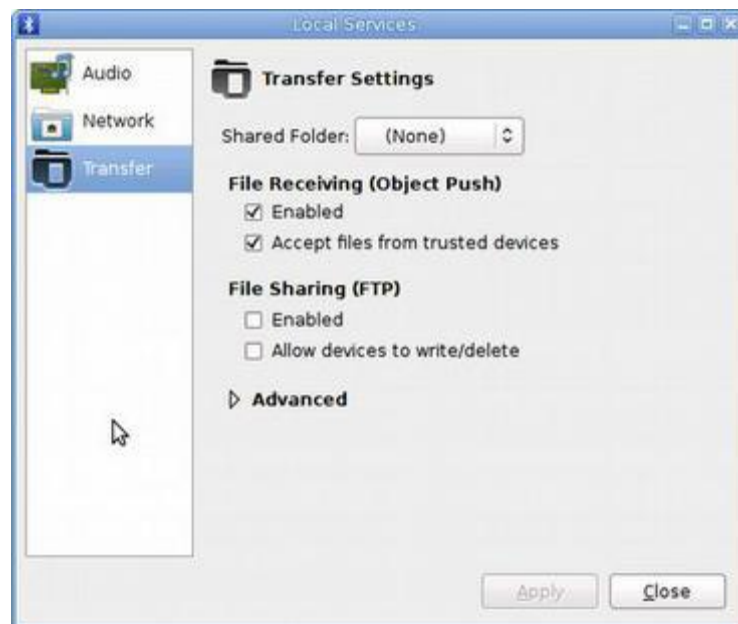 Local Services
Audio
Network
Transfer
Transfer Settings
Shared Folder: (None)
File Receiving (Object Push)
Enabled
Accept files from trusted devices
File Sharing (FTP)
Enabled
Allow devices to write/delete
Advanced
Apply
Close